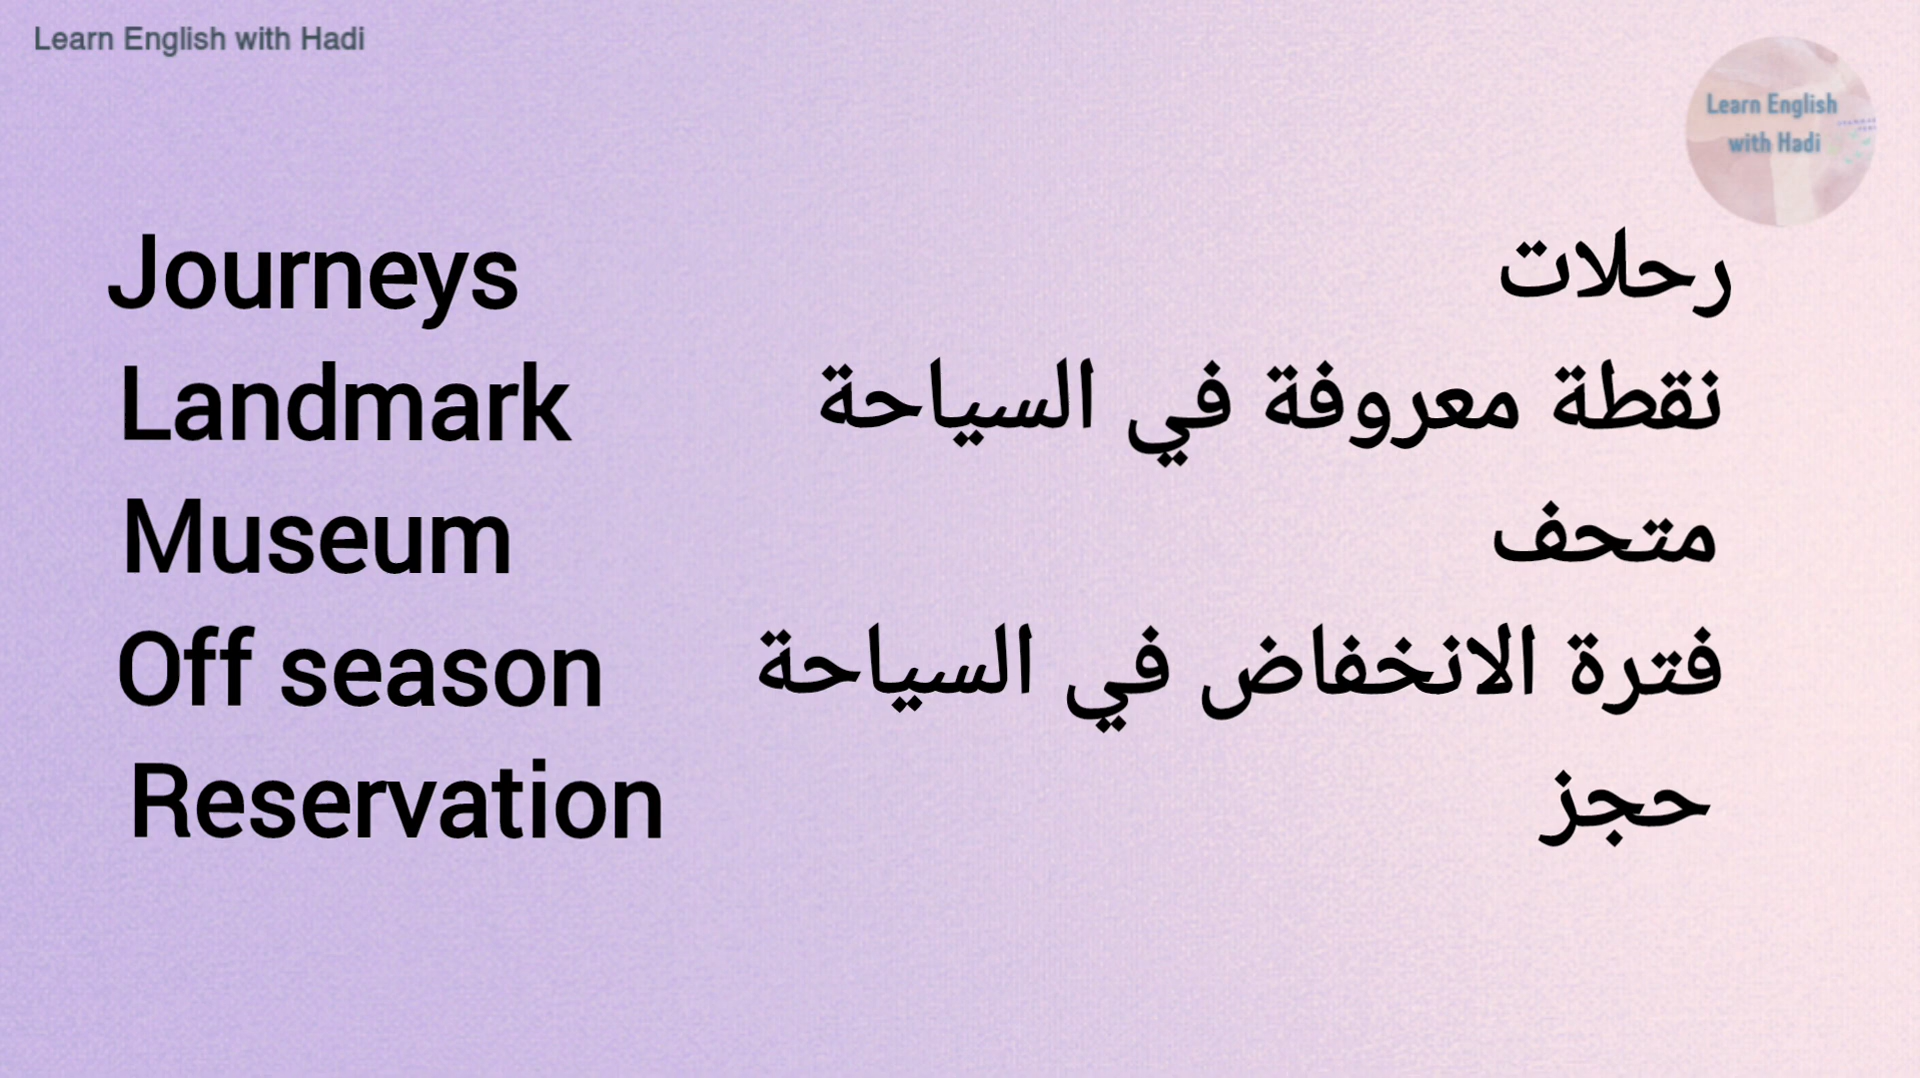 Learn English with Hadi
Learn English
with Hadi
Journeys رحلات
Landmark نقطة معروفة في السياحة
Museum متحف
Off season فترة الانخفاض في السياحة
Reservation حجز